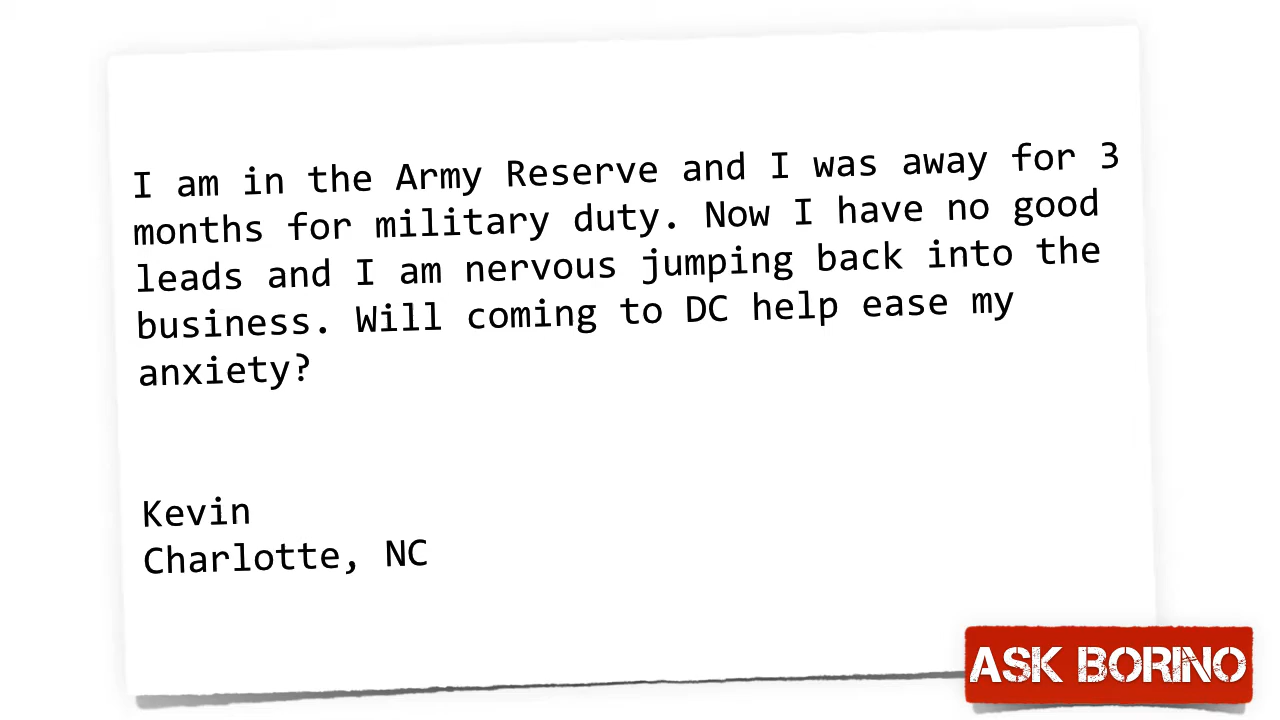 I am in the Army Reserve and I was away for 3
months for military duty. Now I have no good
leads and I am nervous jumping back into the
business. Will coming to DC help ease my
anxiety?
Kevin
Charlotte, NC
ASK BORINO